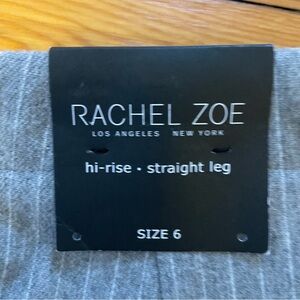 RACHEL ZOE
LOS ANGELES NEW YORK
hi-rise • straight leg
SIZE 6